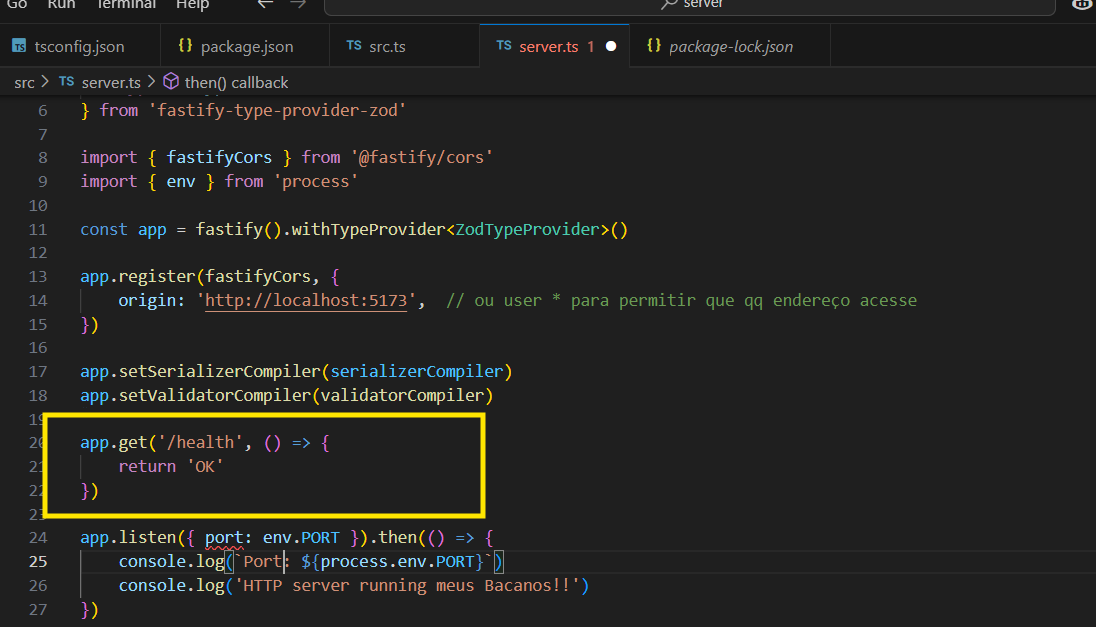 Go Run Terminal Help server
tsconfig.json package.json TS src.ts TS server.ts 1 package-lock.json
src > TS server.ts > then() callback
6 } from 'fastify-type-provider-zod'
7
8 import { fastifyCors } from '@fastify/cors'
9 import { env } from 'process'
10
11 const app = fastify().withTypeProvider<ZodTypeProvider>()
12
13 app.register(fastifyCors, {
14 origin: 'http://localhost:5173', // ou user * para permitir que qq endereço acesse
15 })
16
17 app.setSerializerCompiler(serializerCompiler)
18 app.setValidatorCompiler(validatorCompiler)
19
20 app.get('/health', () => {
21 return 'OK'
22 })
23
24 app.listen({ port: env.PORT }).then(() => {
25 console.log(`Port: ${process.env.PORT}`)
26 console.log('HTTP server running meus Bacanos!!')
27 })